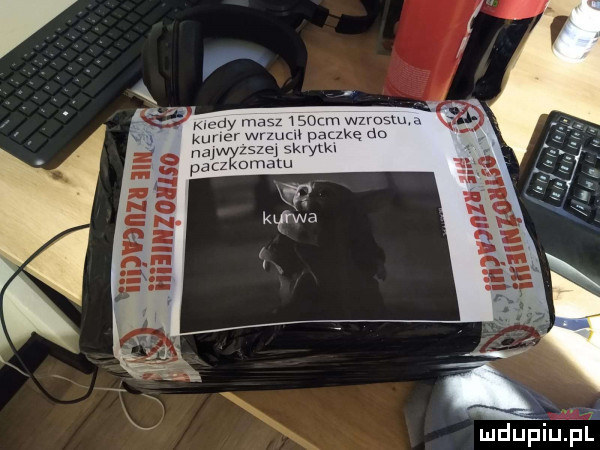 Kiedy masz 150cm wzrostu,a
kurier wrzucił paczkę do
najwyższej skrytki
paczkomatu
kurwa
OSTROŻNIE!!!
NIE RZUCAĆ!!!
OSTROŻNIE!!!
NIE RZUCAĆ!!!
wdupiu.pl